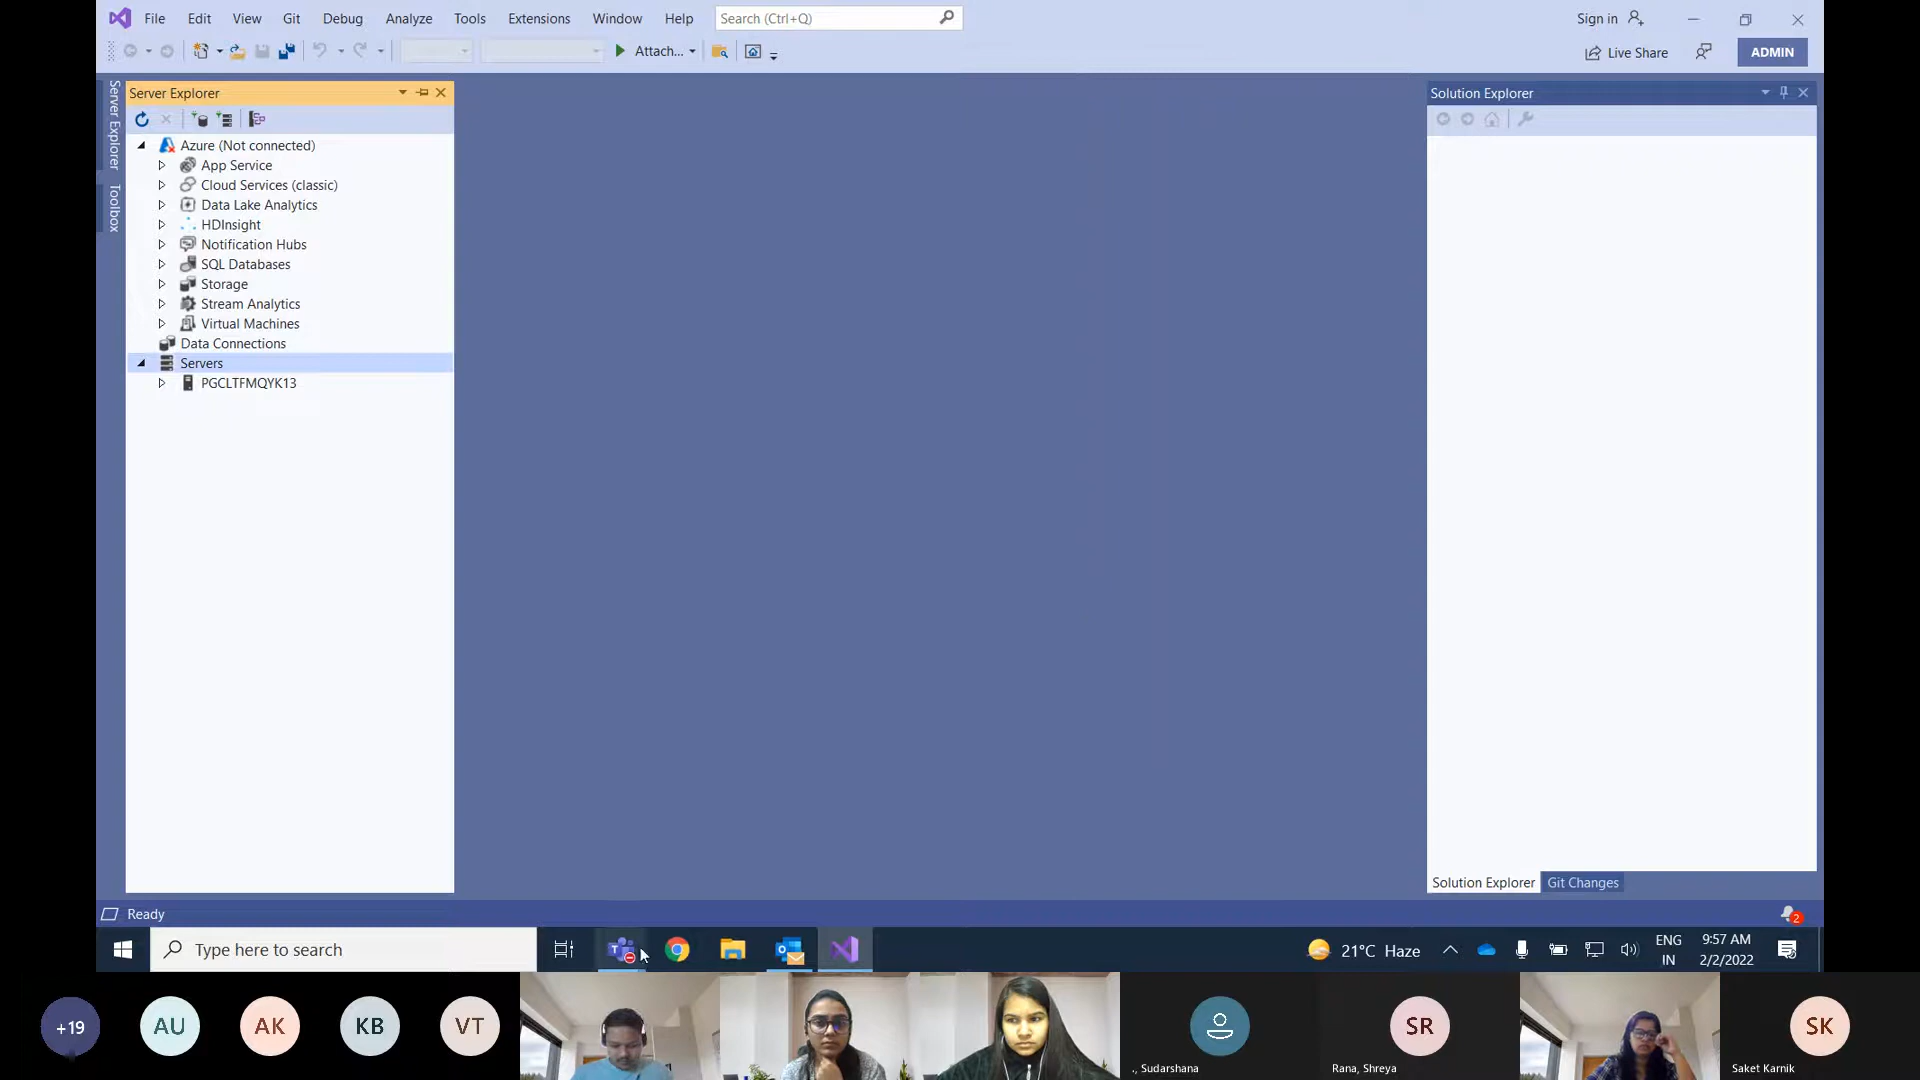 File Edit View Git Debug Analyze Tools Extensions Window Help Search (Ctrl+Q) Sign in
Attach... Live Share ADMIN
Server Explorer
Toolbox
Server Explorer
Azure (Not connected)
App Service
Cloud Services (classic)
Data Lake Analytics
HDInsight
Notification Hubs
SQL Databases
Storage
Stream Analytics
Virtual Machines
Data Connections
Servers
PGCLTFMQYK13
Solution Explorer
Solution Explorer Git Changes
Ready 2
Type here to search 21°C Haze ENG IN 9:57 AM 2/2/2022
+19 AU AK KB VT SR SK
., Sudarshana Rana, Shreya Saket Karnik